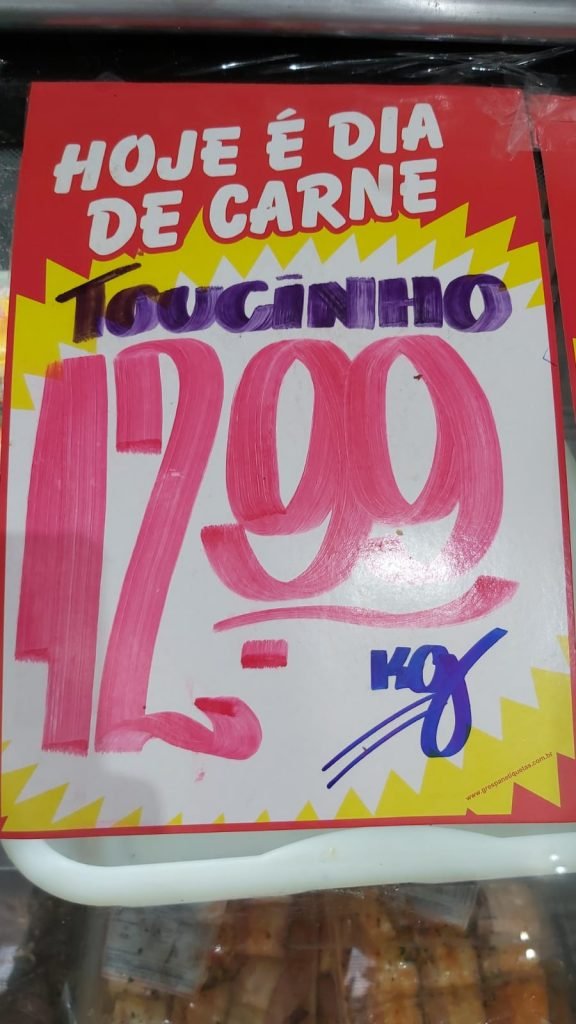 HOJE É DIA
DE CARNE
TOUCINHO
12,99
KG
www.grespanetiquetas.com.br